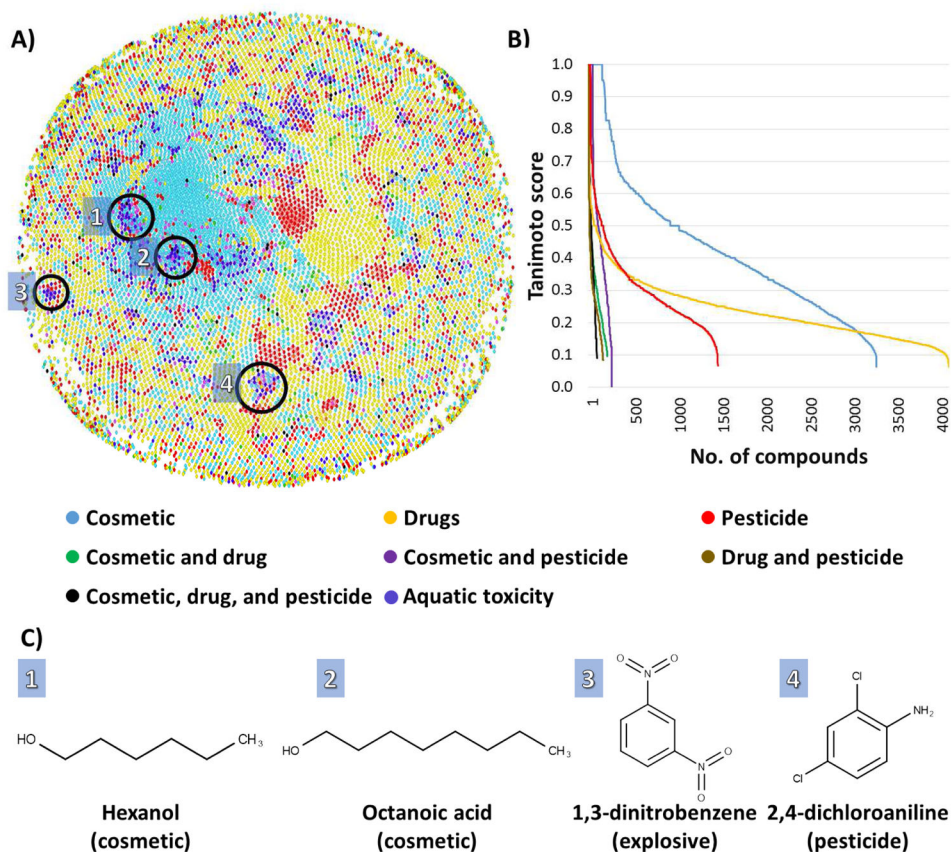 A)
B)
1
2
3
4
Tanimoto score
1.0
0.9
0.8
0.7
0.6
0.5
0.4
0.3
0.2
0.1
0.0
1
500
1000
1500
2000
2500
3000
3500
4000
No. of compounds
Cosmetic
Drugs
Pesticide
Cosmetic and drug
Cosmetic and pesticide
Drug and pesticide
Cosmetic, drug, and pesticide
Aquatic toxicity
C)
1
HO
CH3
Hexanol
(cosmetic)
2
HO
CH3
Octanoic acid
(cosmetic)
3
O
N
O
N
O
O
1,3-dinitrobenzene
(explosive)
4
Cl
NH2
Cl
2,4-dichloroaniline
(pesticide)